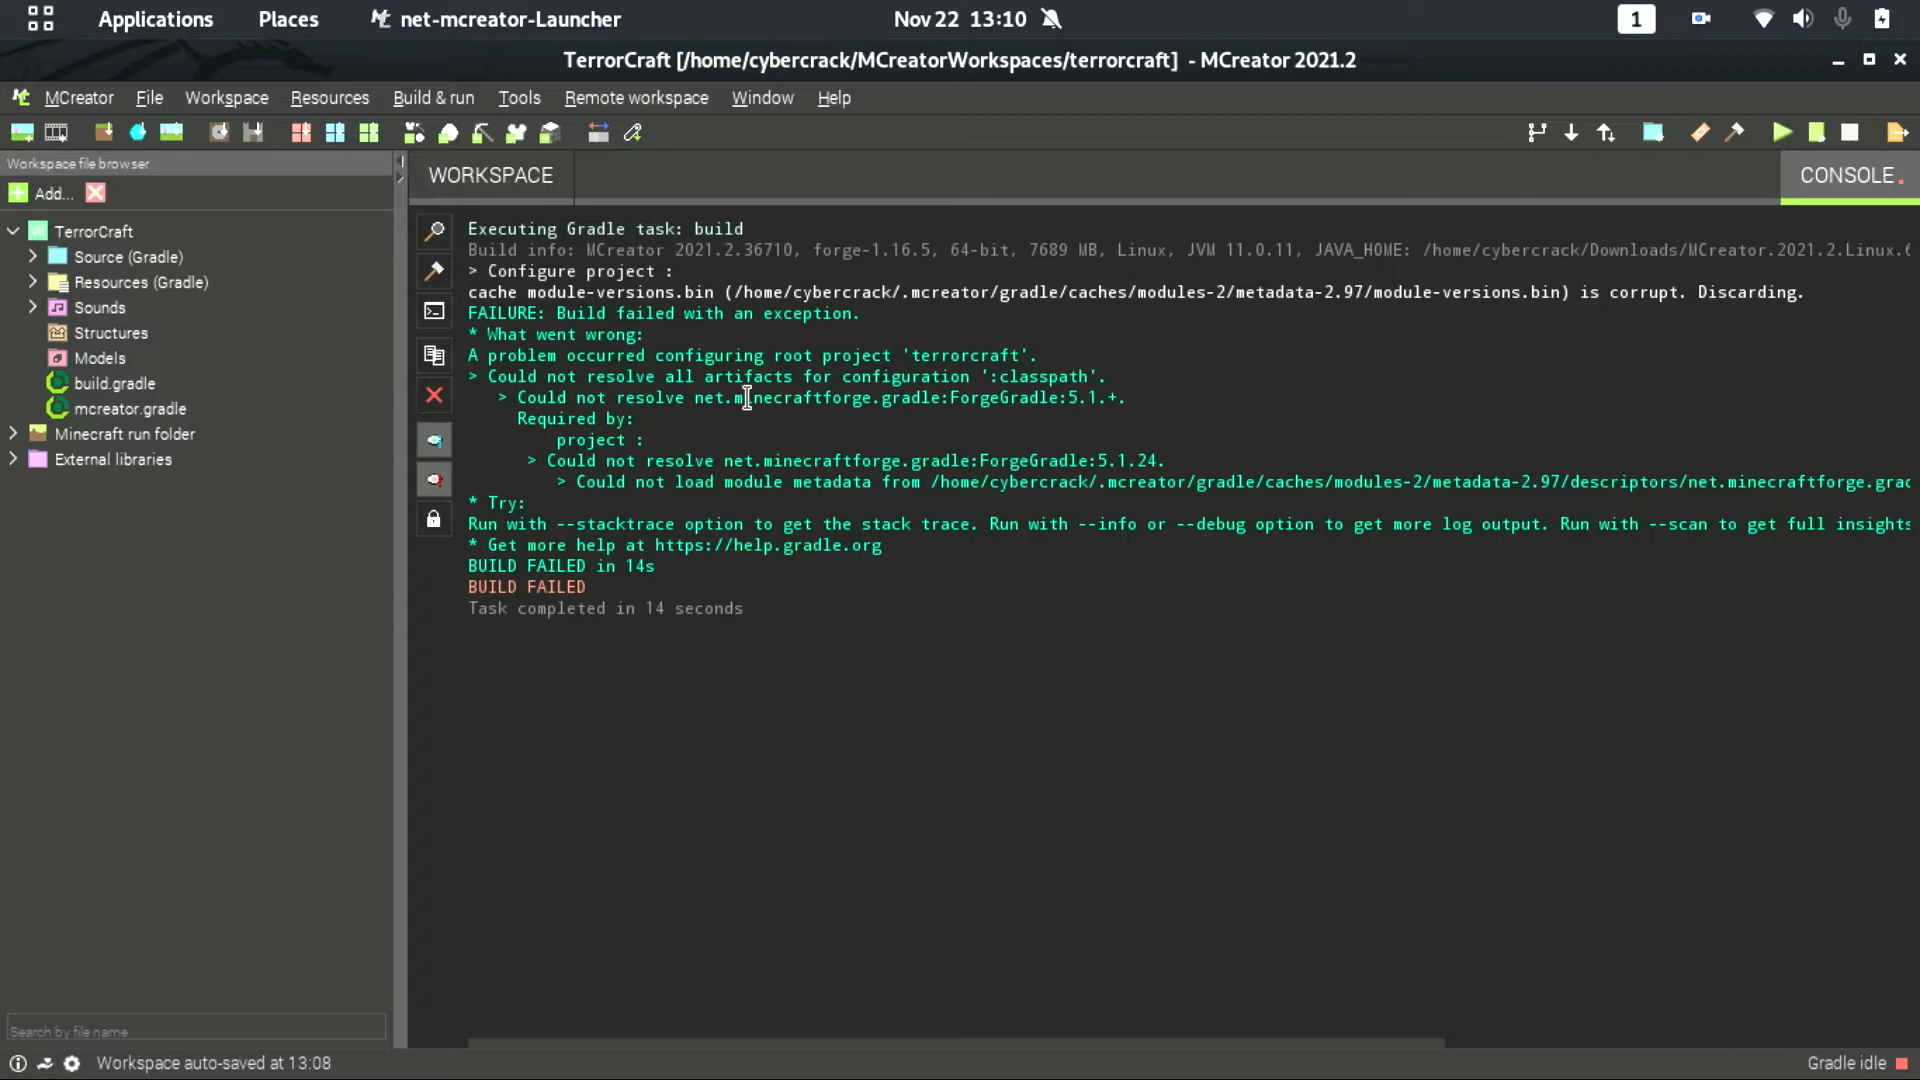 Applications Places net-mcreator-Launcher Nov 22 13:10 1
TerrorCraft [/home/cybercrack/MCreatorWorkspaces/terrorcraft] - MCreator 2021.2
MCreator File Workspace Resources Build & run Tools Remote workspace Window Help
Workspace file browser
Add...
TerrorCraft
Source (Gradle)
Resources (Gradle)
Sounds
Structures
Models
build.gradle
mcreator.gradle
Minecraft run folder
External libraries
Search by file name
WORKSPACE
CONSOLE
Executing Gradle task: build
Build info: MCreator 2021.2.36710, forge-1.16.5, 64-bit, 7689 MB, Linux, JVM 11.0.11, JAVA_HOME: /home/cybercrack/Downloads/MCreator.2021.2.Linux.6
> Configure project :
cache module-versions.bin (/home/cybercrack/.mcreator/gradle/caches/modules-2/metadata-2.97/module-versions.bin) is corrupt. Discarding.
FAILURE: Build failed with an exception.
* What went wrong:
A problem occurred configuring root project 'terrorcraft'.
> Could not resolve all artifacts for configuration ':classpath'.
> Could not resolve net.minecraftforge.gradle:ForgeGradle:5.1.+.
Required by:
project :
> Could not resolve net.minecraftforge.gradle:ForgeGradle:5.1.24.
> Could not load module metadata from /home/cybercrack/.mcreator/gradle/caches/modules-2/metadata-2.97/descriptors/net.minecraftforge.grad
* Try:
Run with --stacktrace option to get the stack trace. Run with --info or --debug option to get more log output. Run with --scan to get full insights
* Get more help at https://help.gradle.org
BUILD FAILED in 14s
BUILD FAILED
Task completed in 14 seconds
Workspace auto-saved at 13:08
Gradle idle